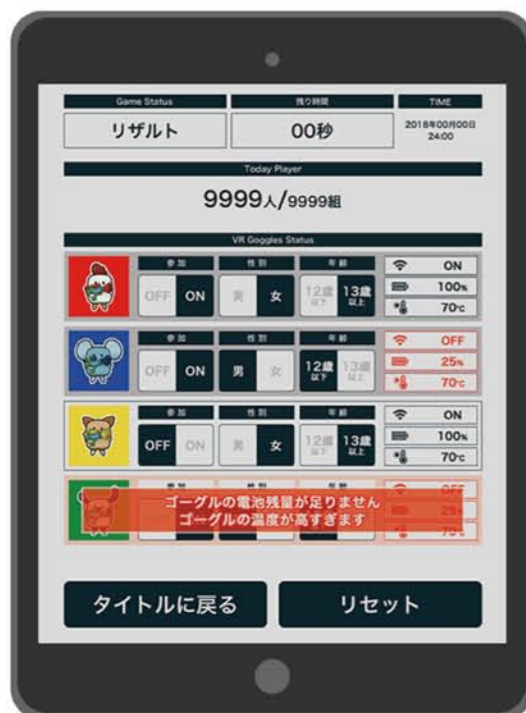 Game Status
残り時間
TIME
リザルト
00秒
2018年00月00日
24:00
Today Player
9999人/9999組
VR Goggles Status
参加
性別
年齢
OFF ON
男 女
12歳以下 13歳以上
ON
100%
70℃
参加
性別
年齢
OFF ON
男 女
12歳以下 13歳以上
OFF
25%
70℃
参加
性別
年齢
OFF ON
男 女
12歳以下 13歳以上
ON
100%
70℃
ゴーグルの電池残量が足りません
ゴーグルの温度が高すぎます
OFF
25%
70℃
タイトルに戻る
リセット